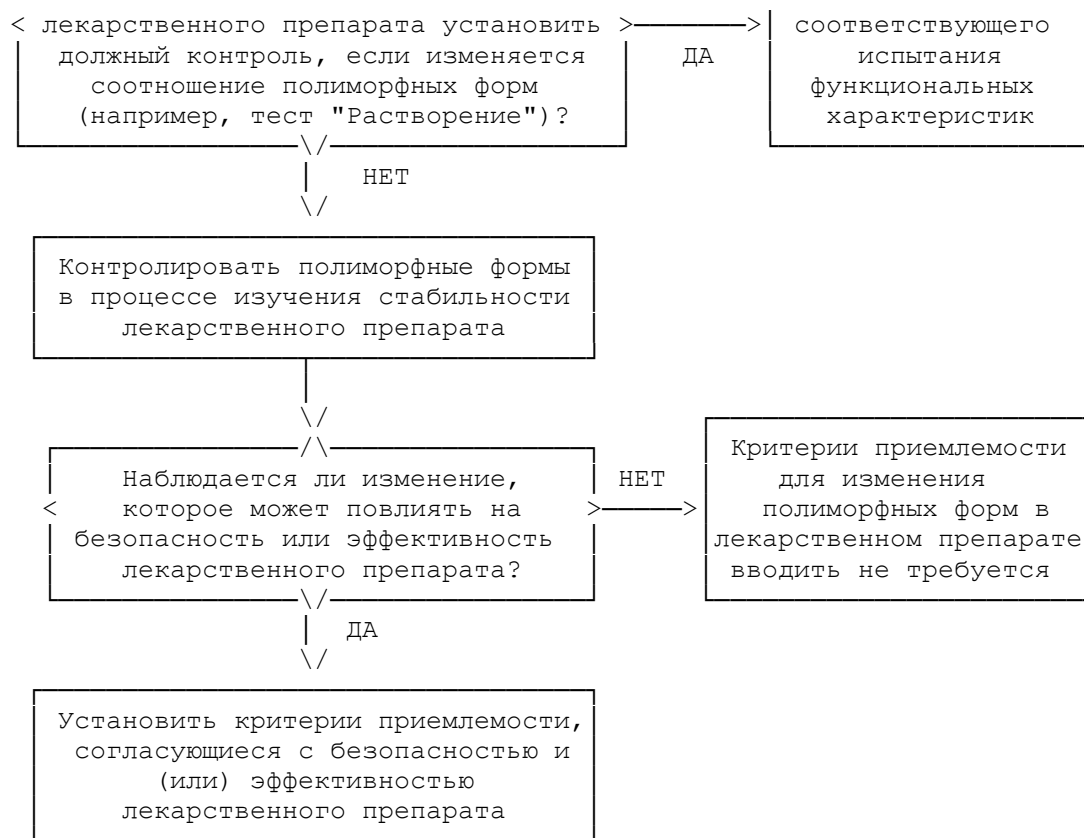 лекарственного препарата установить
должный контроль, если изменяется
соотношение полиморфных форм
(например, тест "Растворение")?
ДА
соответствующего
испытания
функциональных
характеристик
НЕТ
Контролировать полиморфные формы
в процессе изучения стабильности
лекарственного препарата
Наблюдается ли изменение,
которое может повлиять на
безопасность или эффективность
лекарственного препарата?
НЕТ
Критерии приемлемости
для изменения
полиморфных форм в
лекарственном препарате
вводить не требуется
ДА
Установить критерии приемлемости,
согласующиеся с безопасностью и
(или) эффективностью
лекарственного препарата